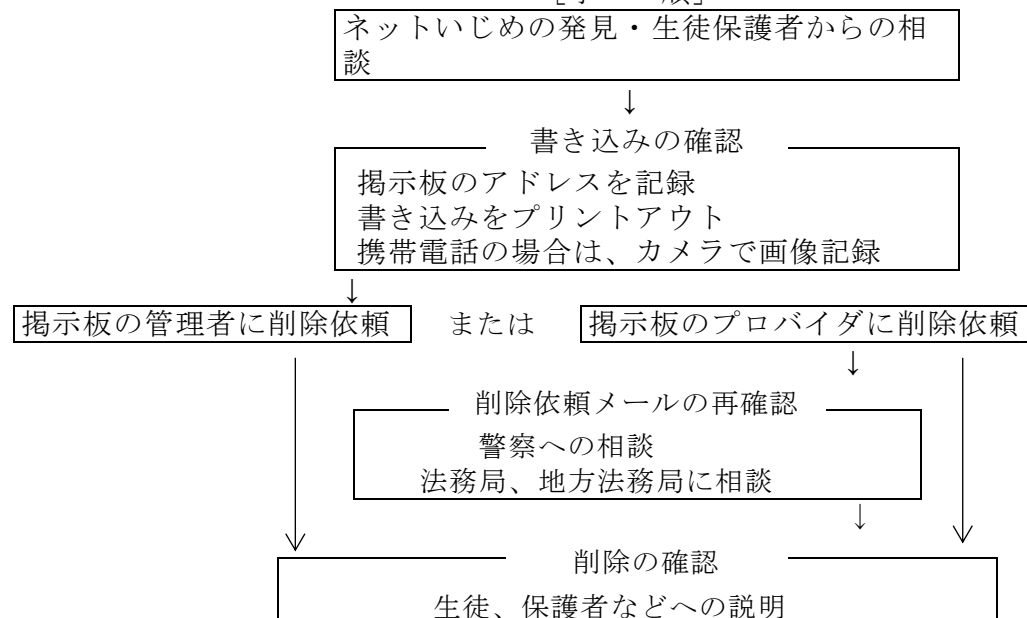 ネットいじめの発見・生徒保護者からの相
談
↓
書き込みの確認
掲示板のアドレスを記録
書き込みをプリントアウト
携帯電話の場合は、カメラで画像記録
↓
掲示板の管理者に削除依頼 または 掲示板のプロバイダに削除依頼
↓
削除依頼メールの再確認
警察への相談
法務局、地方法務局に相談
↓
削除の確認
生徒、保護者などへの説明